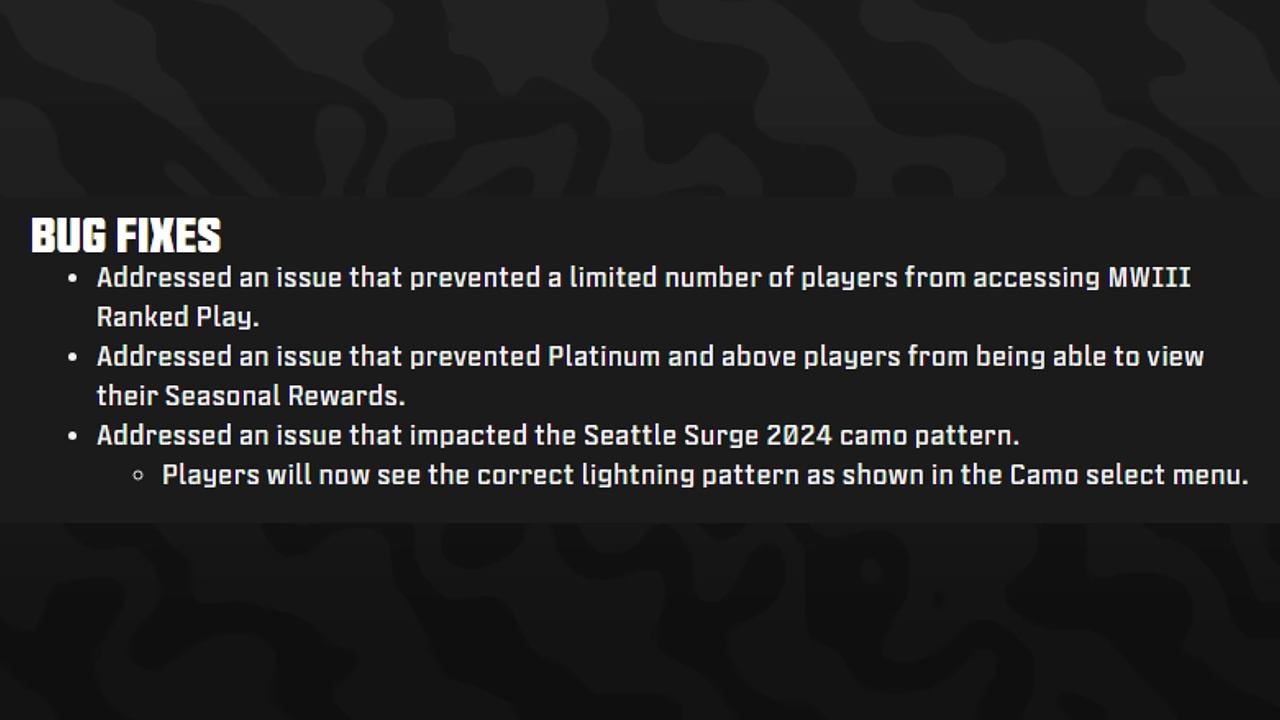 BUG FIXES
• Addressed an issue that prevented a limited number of players from accessing MWIII
Ranked Play.
• Addressed an issue that prevented Platinum and above players from being able to view
their Seasonal Rewards.
• Addressed an issue that impacted the Seattle Surge 2024 camo pattern.
◦ Players will now see the correct lightning pattern as shown in the Camo select menu.